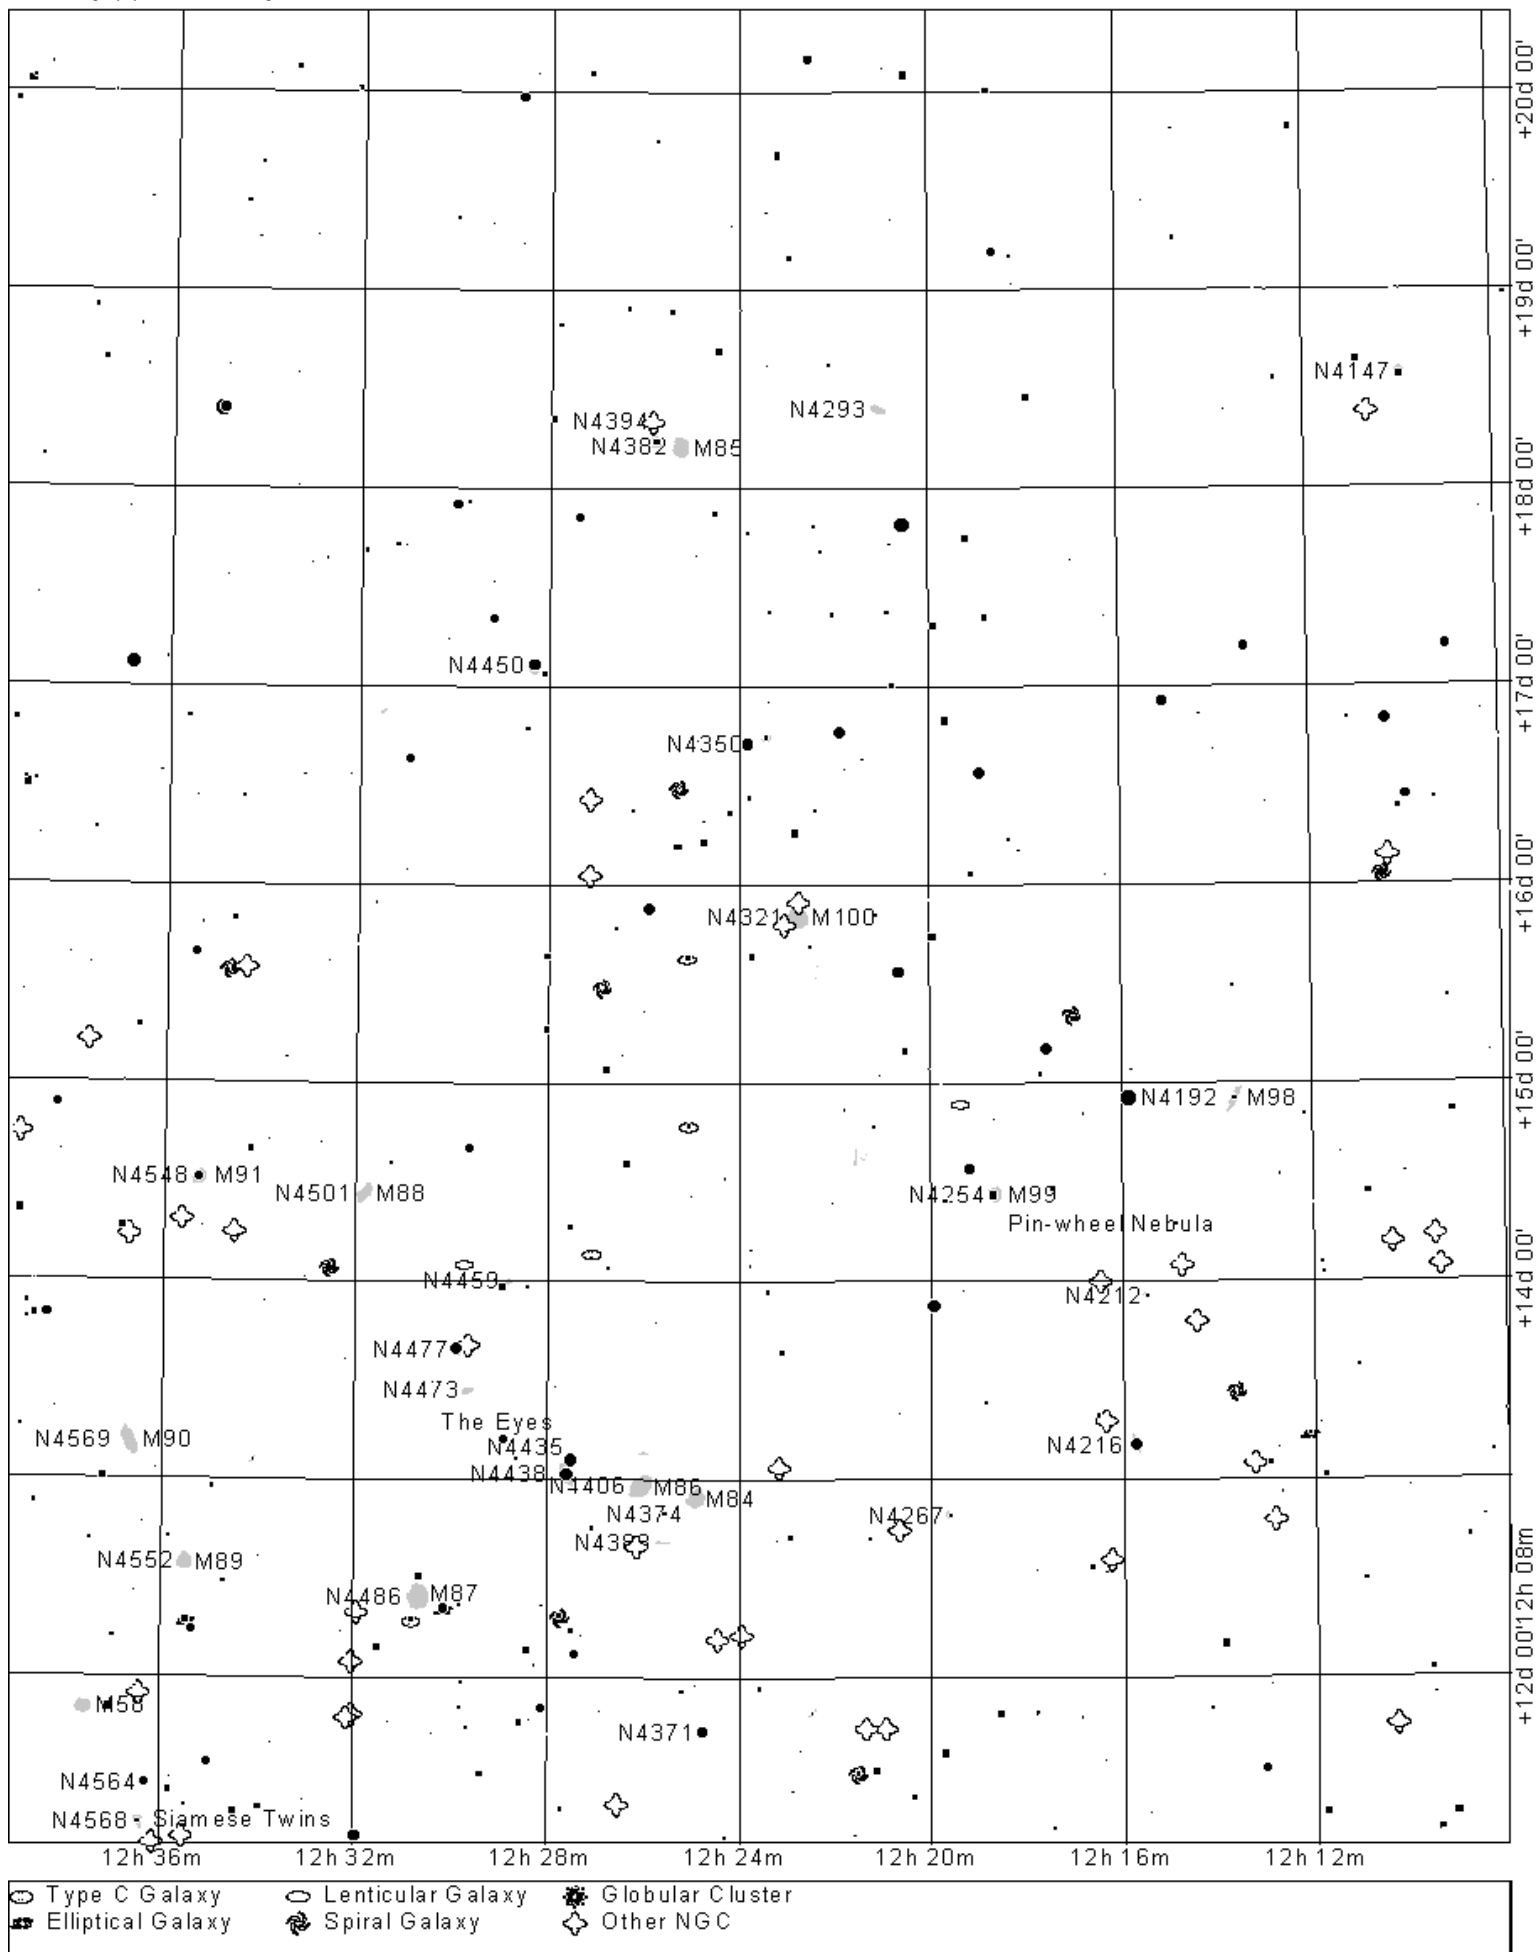 +20d 00'
+19d 00'
N4147
N4293
N4394
N4382 M85
+18d 00'
N4450
+17d 00'
N4350
+16d 00'
N4321 M100
+15d 00'
N4192 M98
N4548 M91
N4501 M88
N4254 M99
Pin-wheel Nebula
+14d 00'
N4459
N4212
N4477
N4473
The Eyes
N4569 M90
N4435
N4216
N4438
N4406 M86
M84
N4374
N4267
N4552 M89
N4486 M87
12h 08m
+12d 00'
M58
N4371
N4564
N4568 Siamese Twins
12h 36m 12h 32m 12h 28m 12h 24m 12h 20m 12h 16m 12h 12m
Type C Galaxy Lenticular Galaxy Globular Cluster
Elliptical Galaxy Spiral Galaxy Other NGC